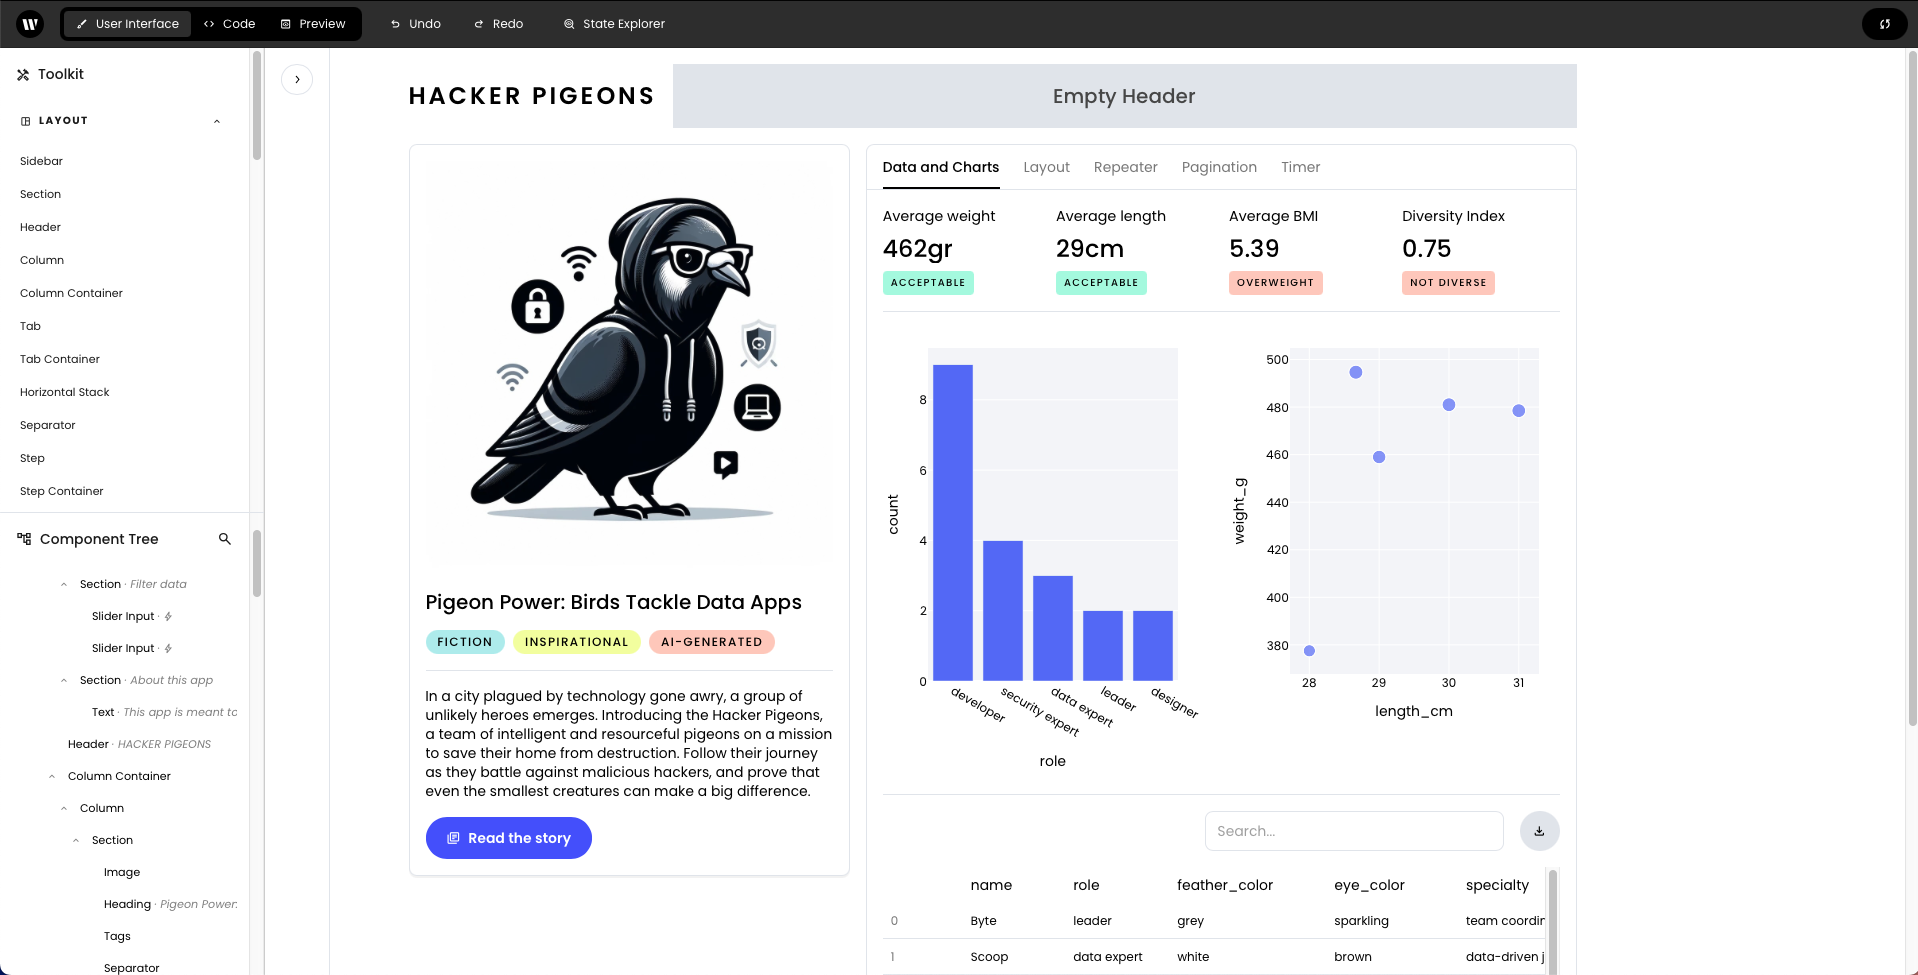 W
User Interface
Code
Preview
Undo
Redo
State Explorer
Toolkit
LAYOUT
Sidebar
Section
Header
Column
Column Container
Tab
Tab Container
Horizontal Stack
Separator
Step
Step Container
Component Tree
Section · Filter data
Slider Input ·
Slider Input ·
Section · About this app
Text · This app is meant to
Header · HACKER PIGEONS
Column Container
Column
Section
Image
Heading · Pigeon Power:
Tags
Separator
HACKER PIGEONS
Empty Header
Pigeon Power: Birds Tackle Data Apps
FICTION
INSPIRATIONAL
AI-GENERATED
In a city plagued by technology gone awry, a group of
unlikely heroes emerges. Introducing the Hacker Pigeons,
a team of intelligent and resourceful pigeons on a mission
to save their home from destruction. Follow their journey
as they battle against malicious hackers, and prove that
even the smallest creatures can make a big difference.
Read the story
Data and Charts
Layout
Repeater
Pagination
Timer
Average weight
462gr
ACCEPTABLE
Average length
29cm
ACCEPTABLE
Average BMI
5.39
OVERWEIGHT
Diversity Index
0.75
NOT DIVERSE
count
8
6
4
2
0
developer
security expert
data expert
leader
designer
role
weight_g
500
480
460
440
420
400
380
28
29
30
31
length_cm
Search...
name role feather_color eye_color specialty
0 Byte leader grey sparkling team coordin
1 Scoop data expert white brown data-driven j